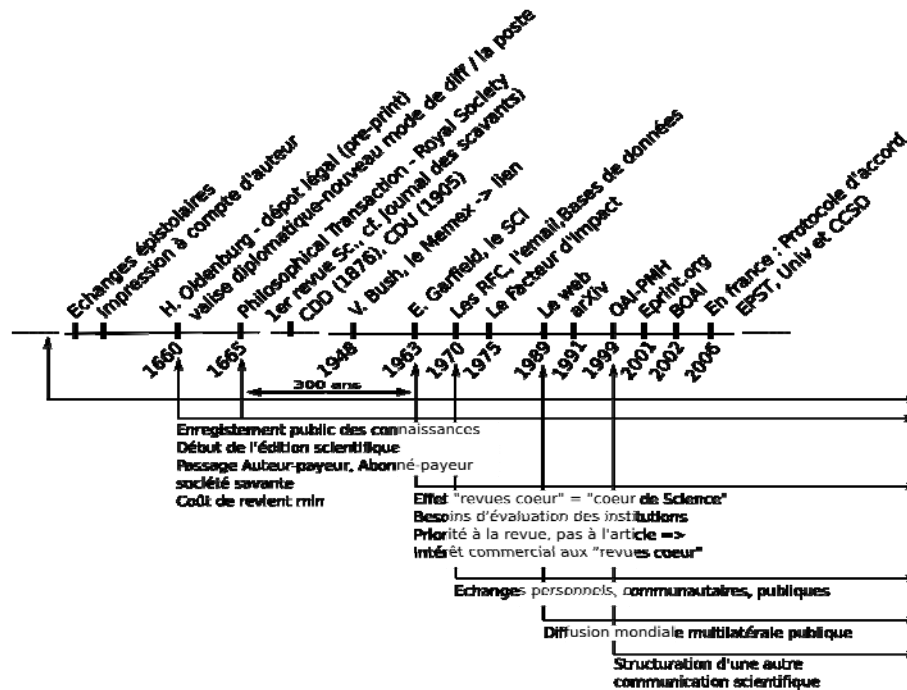 Echanges épistolaires
Impression à compte d'auteur
H. Oldenburg - dépot légal (pre-print)
valise diplomatique-nouveau mode de diff / la poste
Philosophical Transaction - Royal Society
1er revue Sc., cf. Journal des scavants)
CDD (1876), CDU (1905)
V. Bush, le Memex -> lien
E. Garfield, le SCI
Les RFC, l'email,Bases de données
Le Facteur d'Impact
Le web
arXiv
OAI-PMH
Eprint.org
BOAI
En france : Protocole d'accord
EPST, Univ et CCSD
1660
1665
1948
1963
1970
1975
1989
1991
1999
2001
2002
2006
300 ans
Enregistement public des connaissances
Début de l'édition scientifique
Passage Auteur-payeur, Abonné-payeur
société savante
Coût de revient min
Effet "revues coeur" = "coeur de Science"
Besoins d'évaluation des institutions
Priorité à la revue, pas à l'article =>
Intérêt commercial aux "revues coeur"
Echanges personnels, communautaires, publiques
Diffusion mondiale multilatérale publique
Structuration d'une autre
communication scientifique